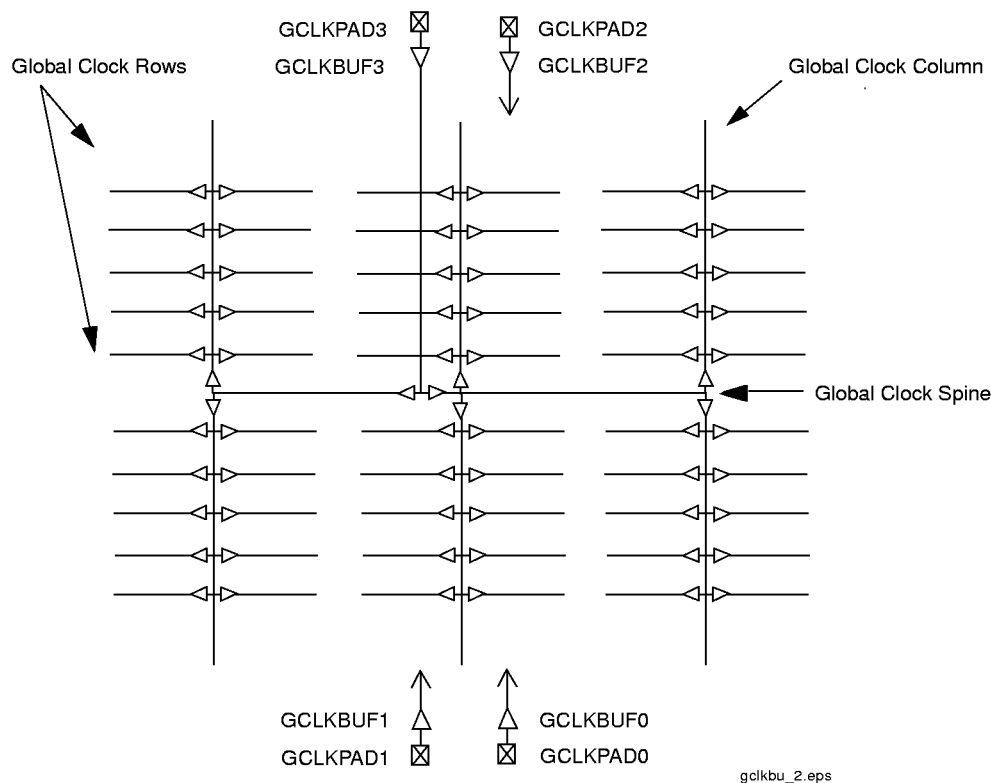 GCLKPAD3
GCLKPAD2
Global Clock Rows
GCLKBUF3
GCLKBUF2
Global Clock Column
Global Clock Spine
GCLKBUF1
GCLKBUF0
GCLKPAD1
GCLKPAD0
gclkbu_2.eps